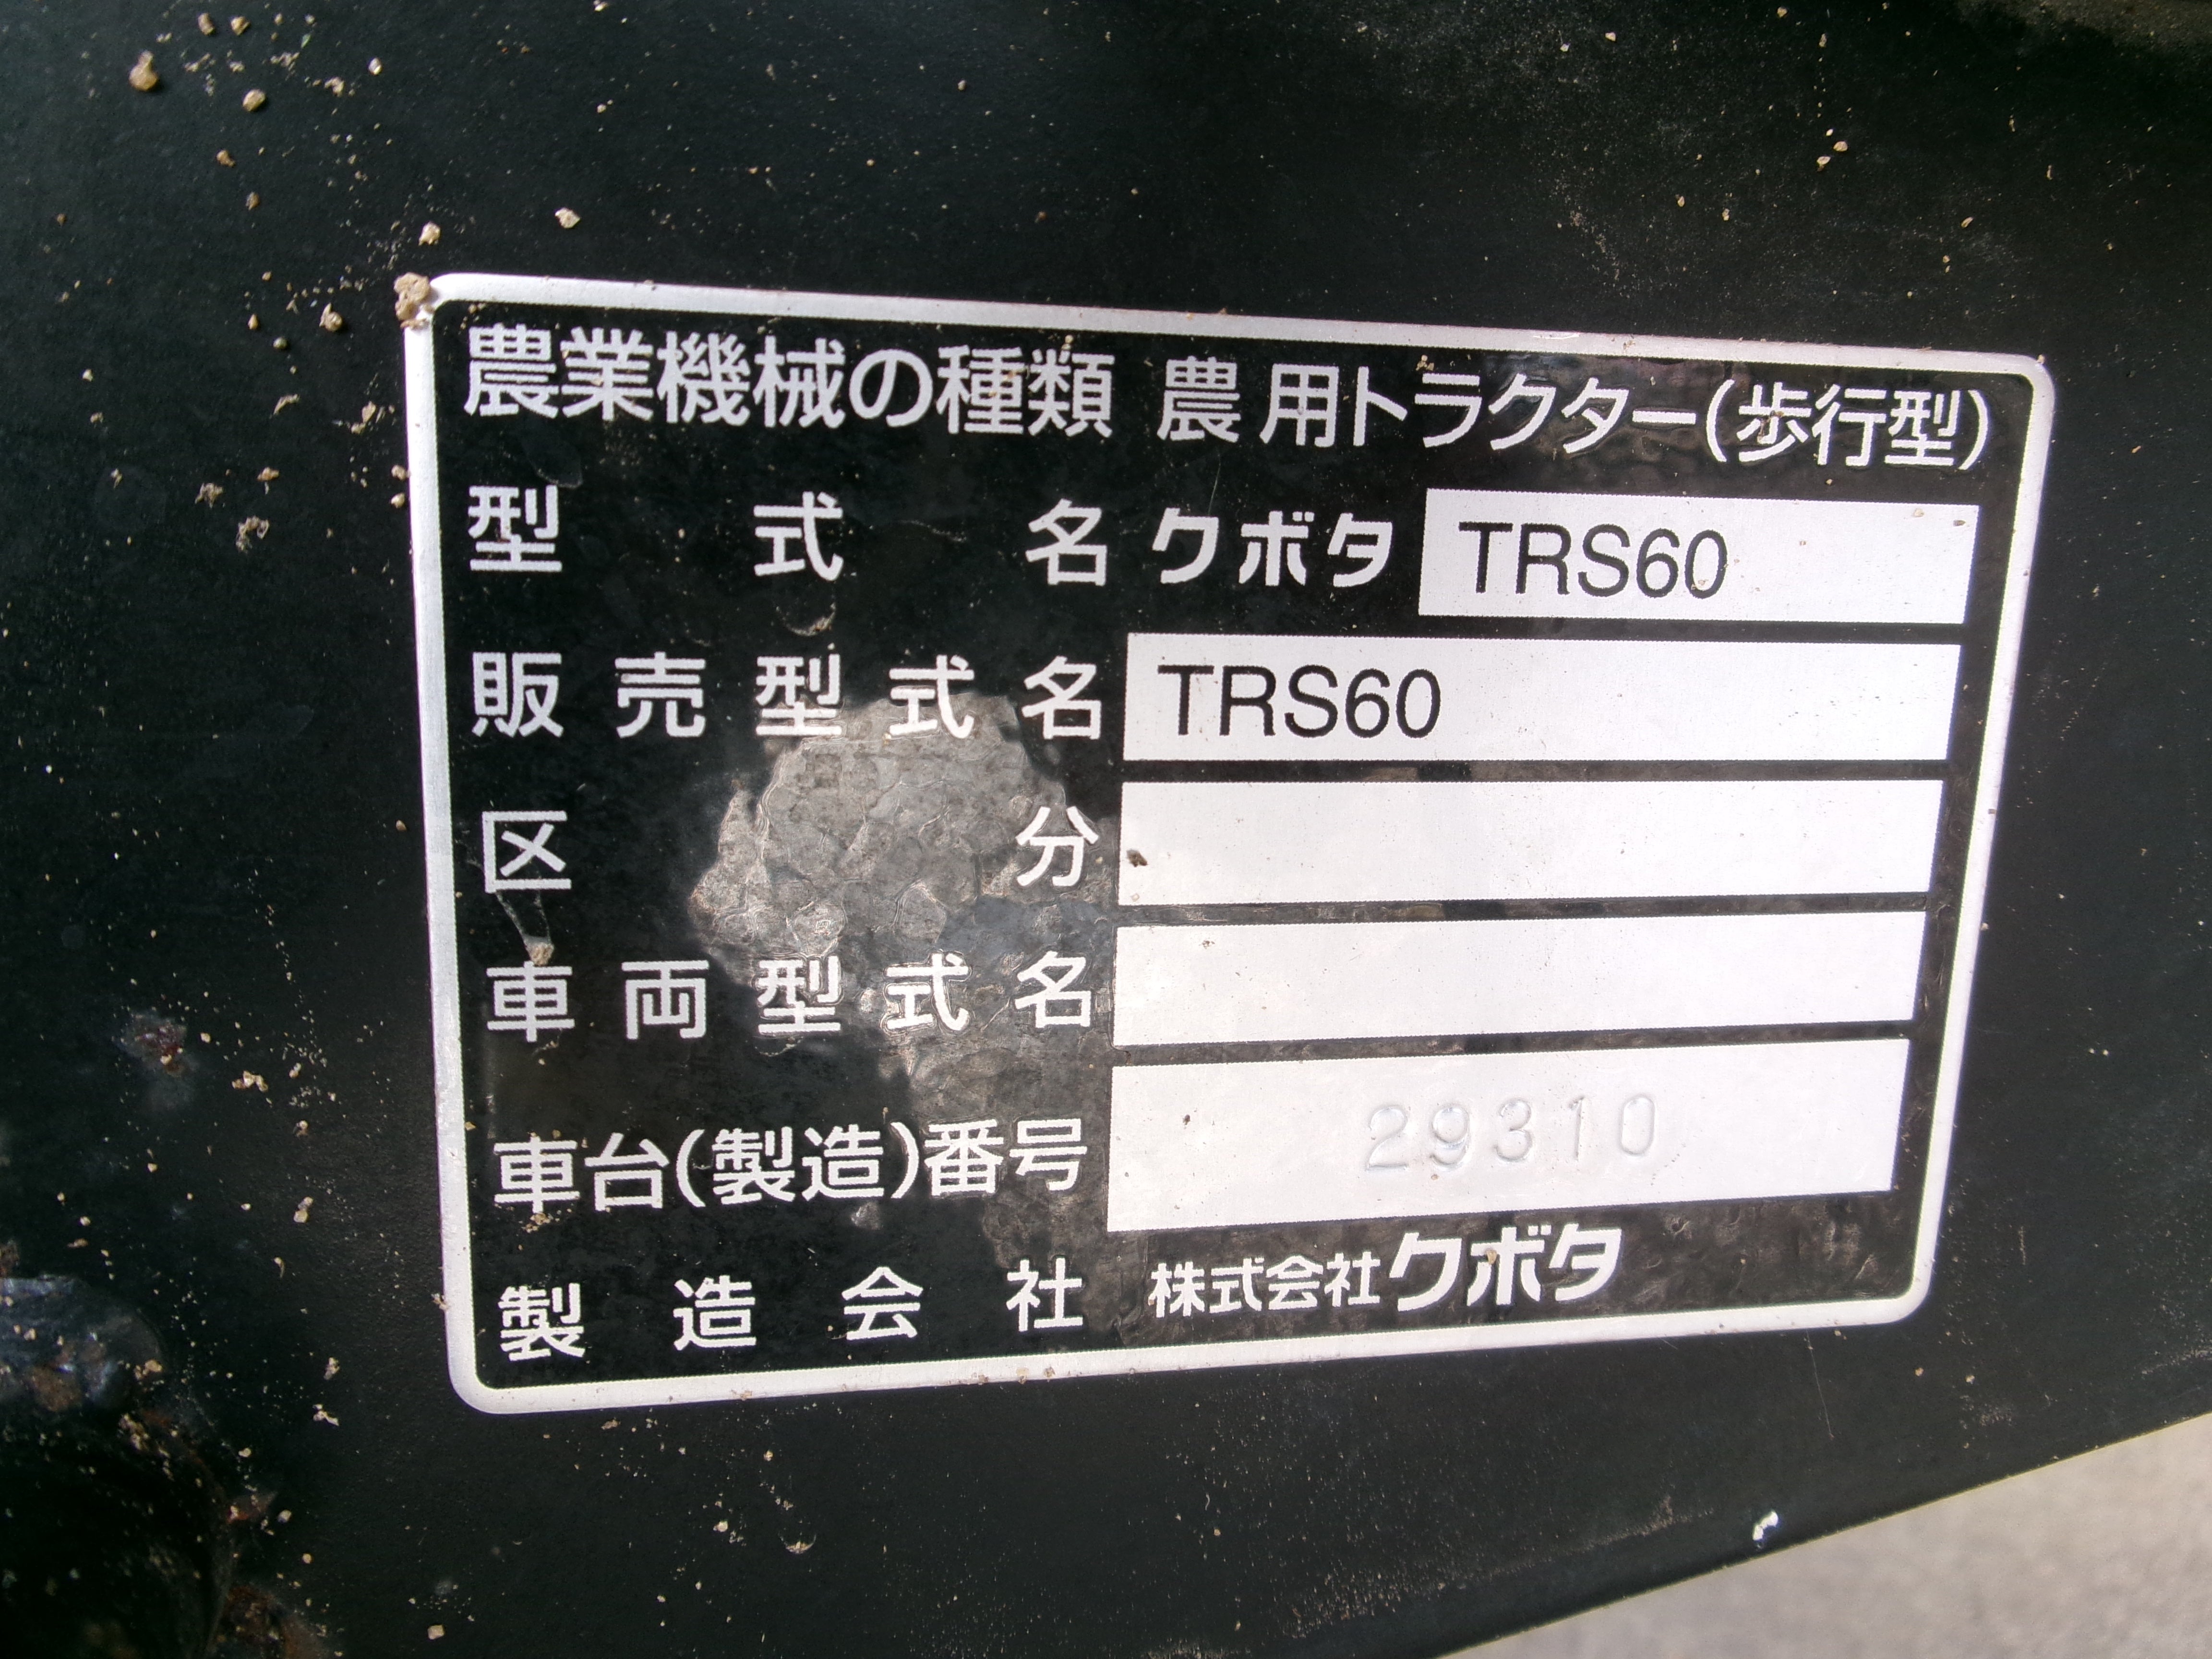 農業機械の種類 農用トラクター(歩行型)
型式名 クボタ TRS60
販売型式名 TRS60
区分
車両型式名
車台(製造)番号 29310
製造会社 株式会社クボタ